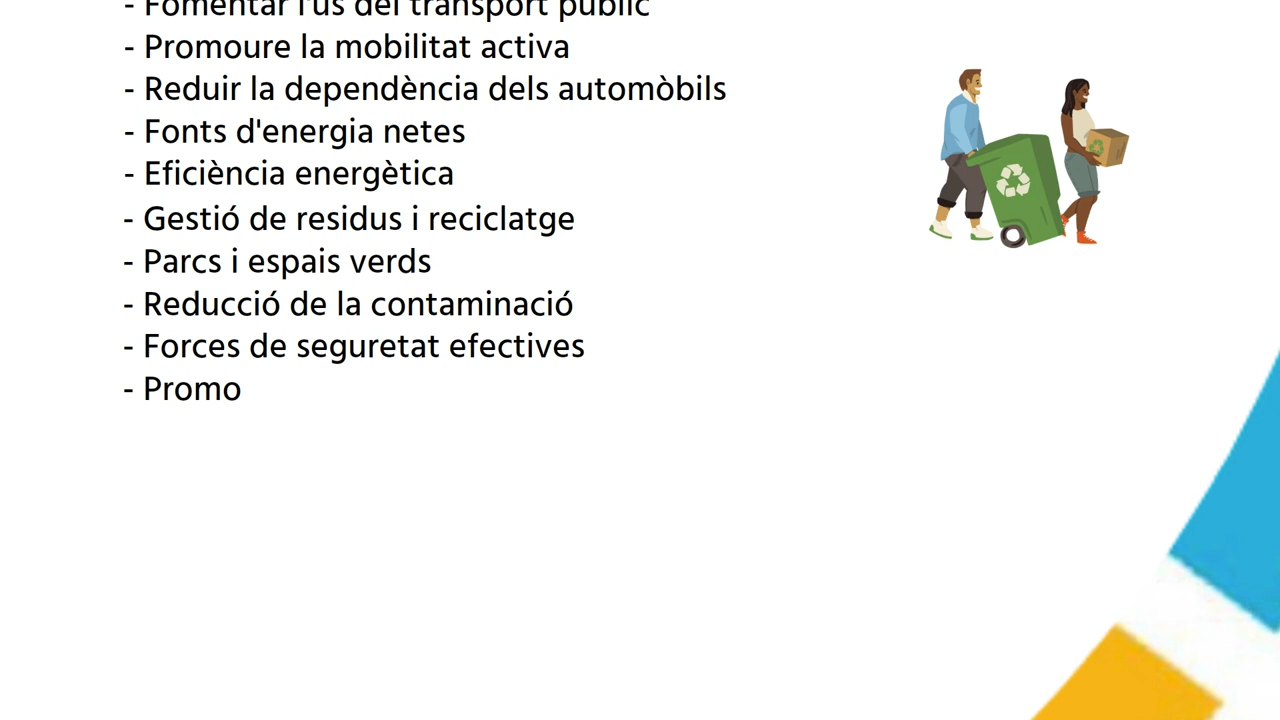 - Fomentar l'ús del transport públic
- Promoure la mobilitat activa
- Reduir la dependència dels automòbils
- Fonts d'energia netes
- Eficiència energètica
- Gestió de residus i reciclatge
- Parcs i espais verds
- Reducció de la contaminació
- Forces de seguretat efectives
- Promo